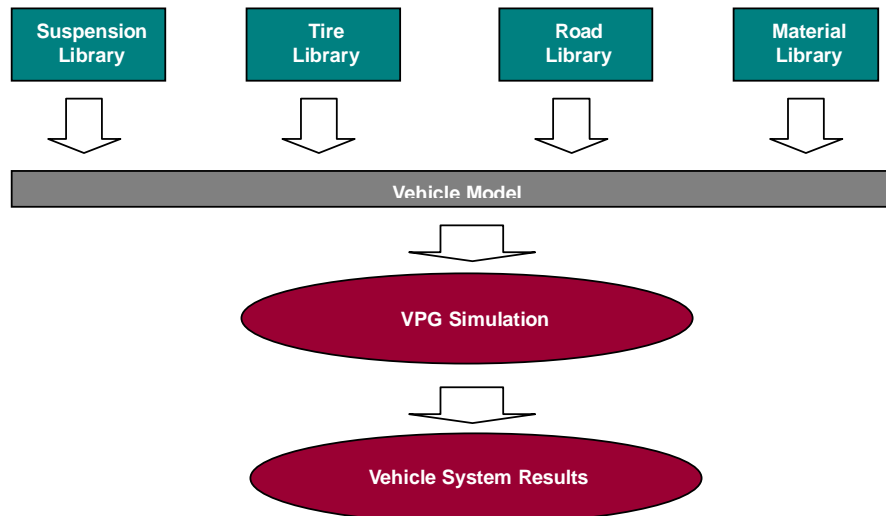 Suspension
Library
Tire
Library
Road
Library
Material
Library
Vehicle Model
VPG Simulation
Vehicle System Results